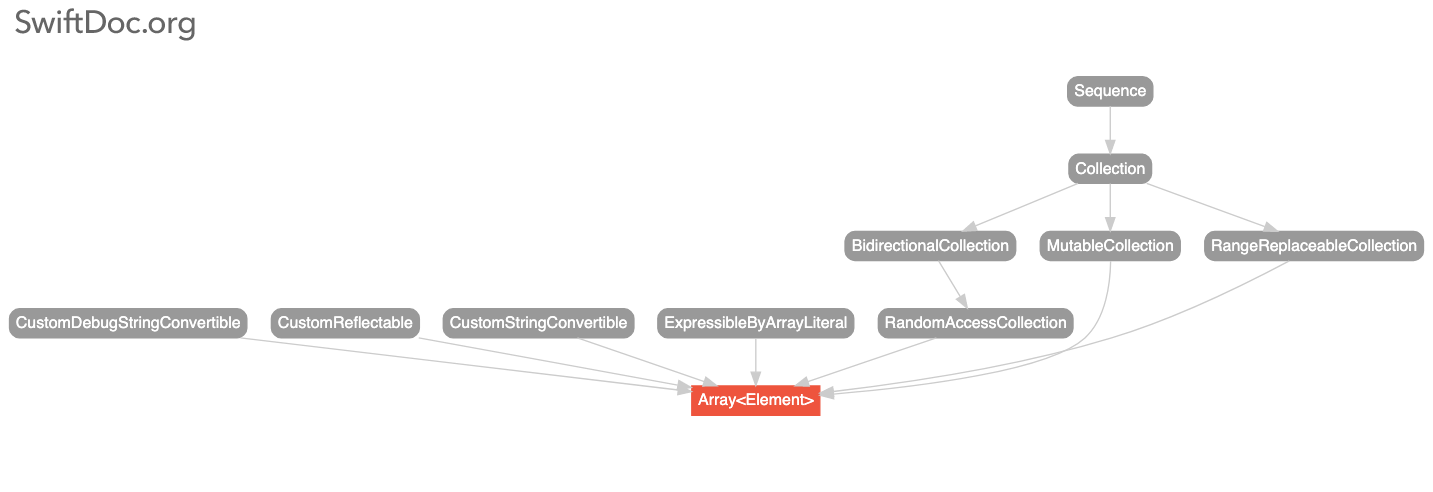 SwiftDoc.org
Sequence
Collection
BidirectionalCollection
MutableCollection
RangeReplaceableCollection
CustomDebugStringConvertible
CustomReflectable
CustomStringConvertible
ExpressibleByArrayLiteral
RandomAccessCollection
Array<Element>